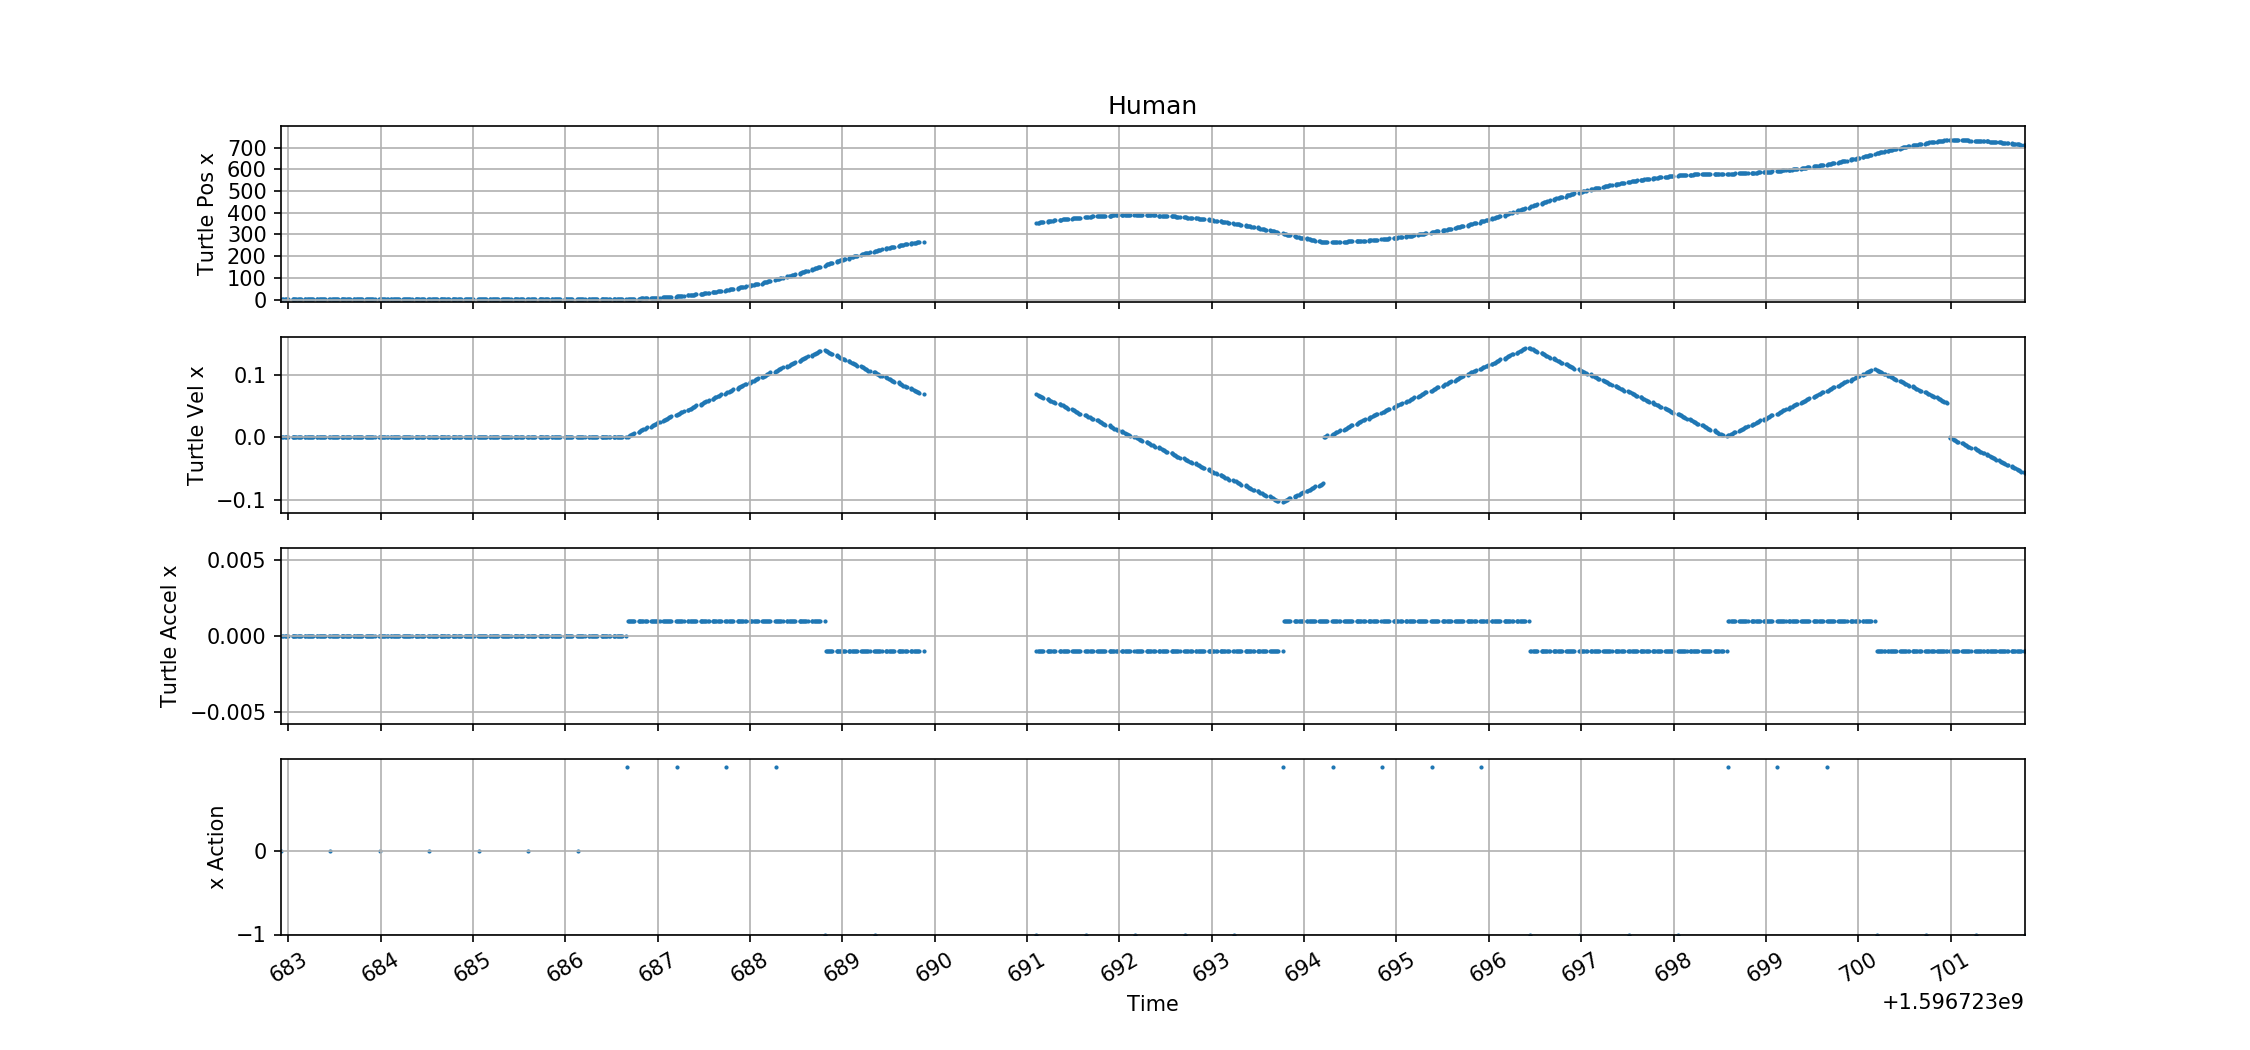 Human
Turtle Pos x
700
600
500
400
300
200
100
0
Turtle Vel x
0.1
0.0
−0.1
Turtle Accel x
0.005
0.000
−0.005
x Action
0
−1
683 684 685 686 687 688 689 690 691 692 693 694 695 696 697 698 699 700 701
Time
+1.596723e9